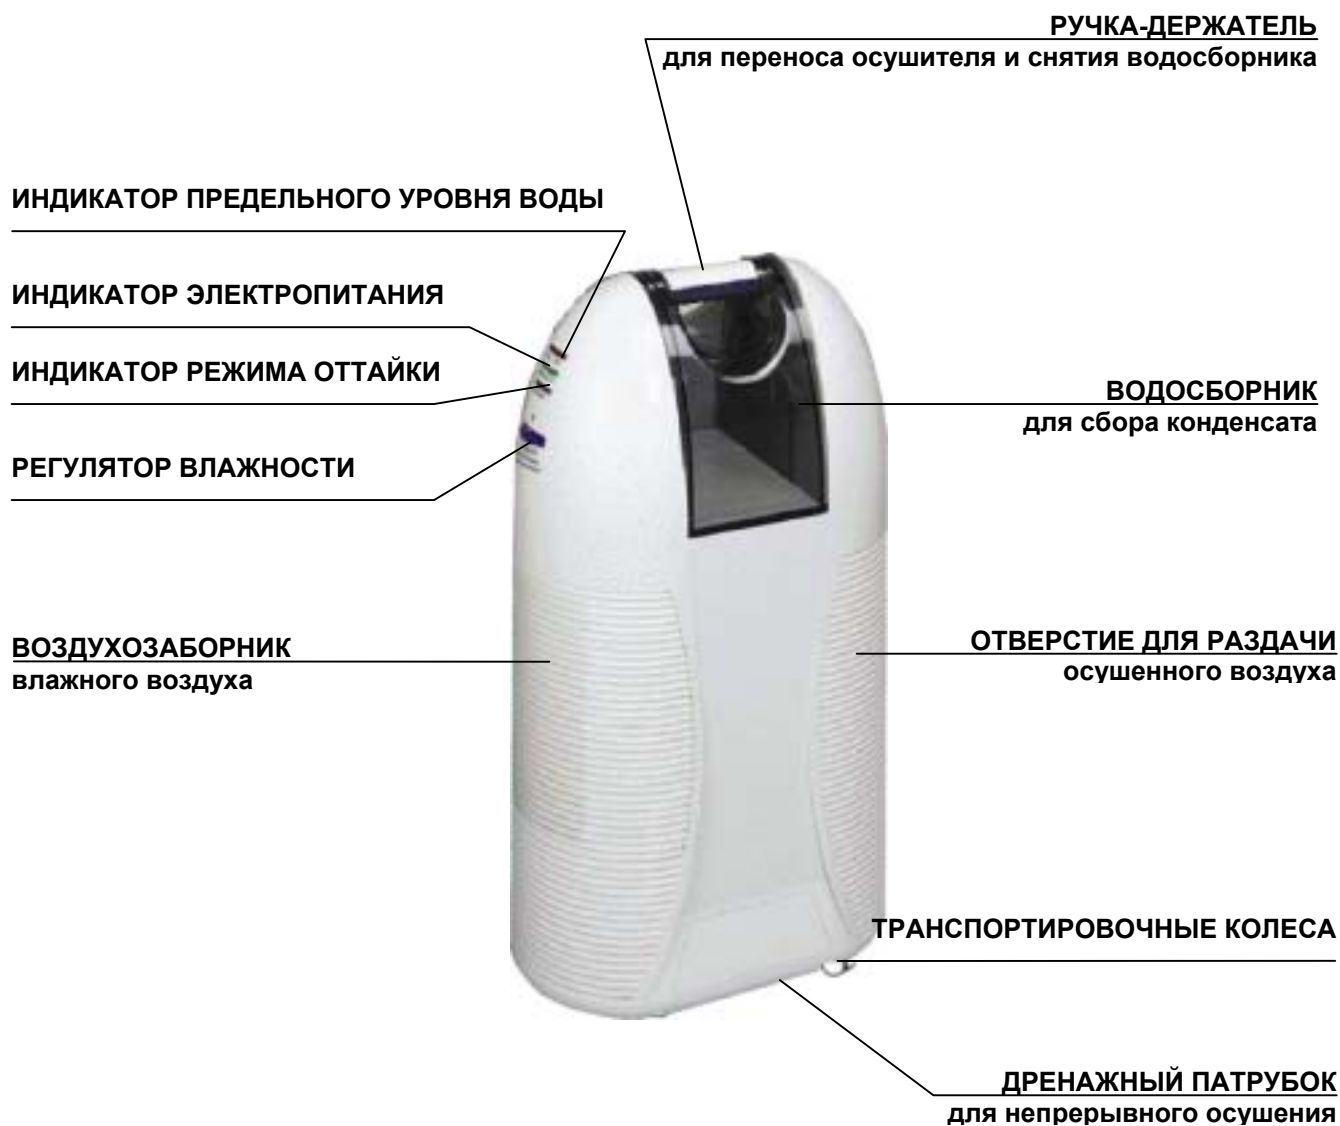 РУЧКА-ДЕРЖАТЕЛЬ
для переноса осушителя и снятия водосборника
ИНДИКАТОР ПРЕДЕЛЬНОГО УРОВНЯ ВОДЫ
ИНДИКАТОР ЭЛЕКТРОПИТАНИЯ
ИНДИКАТОР РЕЖИМА ОТТАЙКИ
РЕГУЛЯТОР ВЛАЖНОСТИ
ВОДОСБОРНИК
для сбора конденсата
ВОЗДУХОЗАБОРНИК
влажного воздуха
ОТВЕРСТИЕ ДЛЯ РАЗДАЧИ
осушенного воздуха
ТРАНСПОРТИРОВОЧНЫЕ КОЛЕСА
ДРЕНАЖНЫЙ ПАТРУБОК
для непрерывного осушения